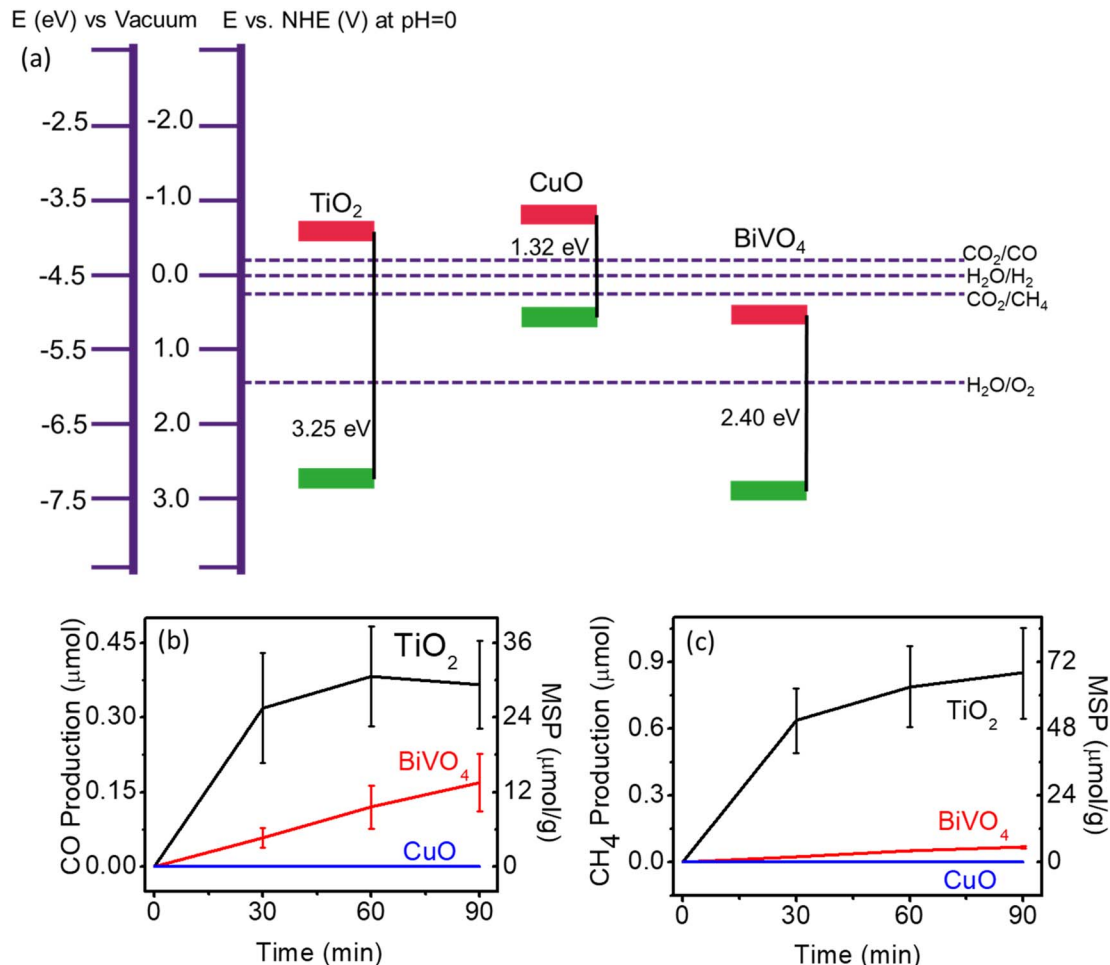 E (eV) vs Vacuum E vs. NHE (V) at pH=0
(a)
-2.5 -2.0
-3.5 -1.0
-4.5 0.0
-5.5 1.0
-6.5 2.0
-7.5 3.0
TiO2
3.25 eV
CuO
1.32 eV
BiVO4
2.40 eV
CO2/CO
H2O/H2
CO2/CH4
H2O/O2
(b)
CO Production (μmol)
0.45
0.30
0.15
0.00
TiO2
BiVO4
CuO
36
24
12
0
MSP (μmol/g)
0 30 60 90
Time (min)
(c)
CH4 Production (μmol)
0.9
0.6
0.3
0.0
TiO2
BiVO4
CuO
72
48
24
0
MSP (μmol/g)
0 30 60 90
Time (min)